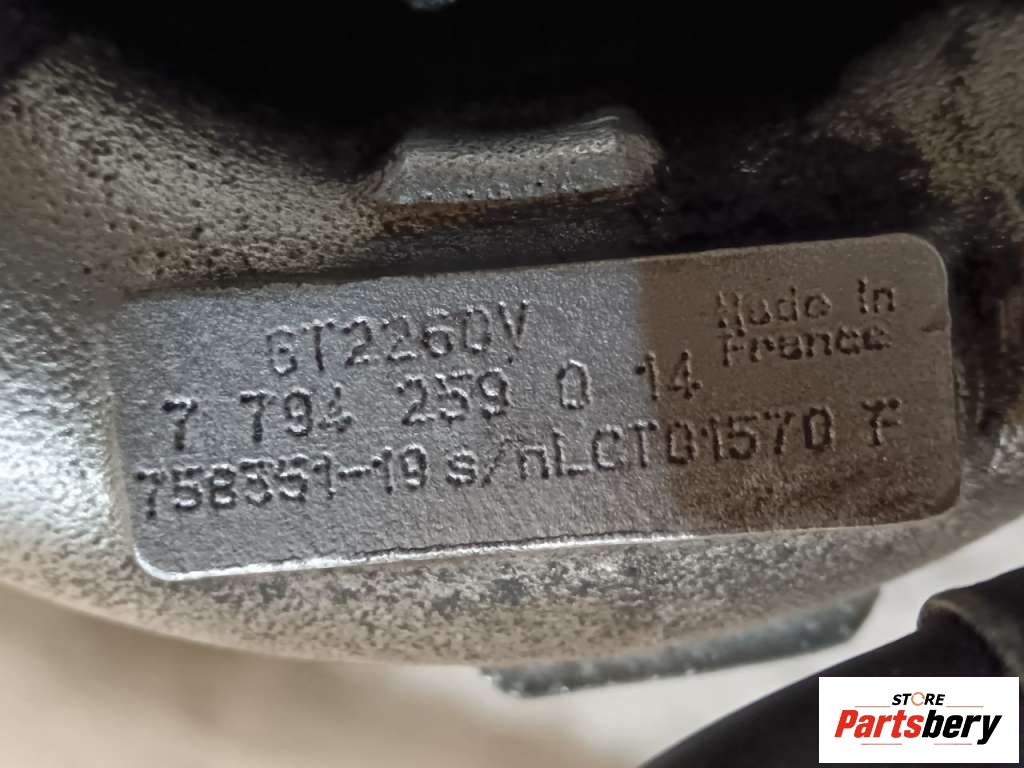 GT2260V
Made in
France
7 794 259 0 14
758351-19 s/nLCT01570 F
STORE
Partsbery